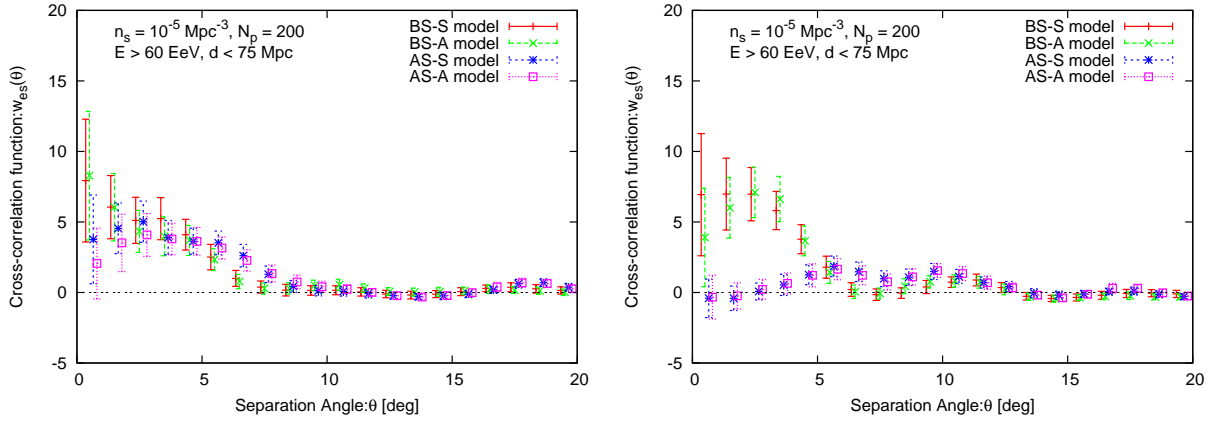 n_s = 10^-5 Mpc^-3, N_p = 200
E > 60 EeV, d < 75 Mpc
BS-S model
BS-A model
AS-S model
AS-A model
20
15
10
5
0
-5
Cross-correlation function:w_es(θ)
0 5 10 15 20
Separation Angle:θ [deg]
n_s = 10^-5 Mpc^-3, N_p = 200
E > 60 EeV, d < 75 Mpc
BS-S model
BS-A model
AS-S model
AS-A model
20
15
10
5
0
-5
Cross-correlation function:w_es(θ)
0 5 10 15 20
Separation Angle:θ [deg]